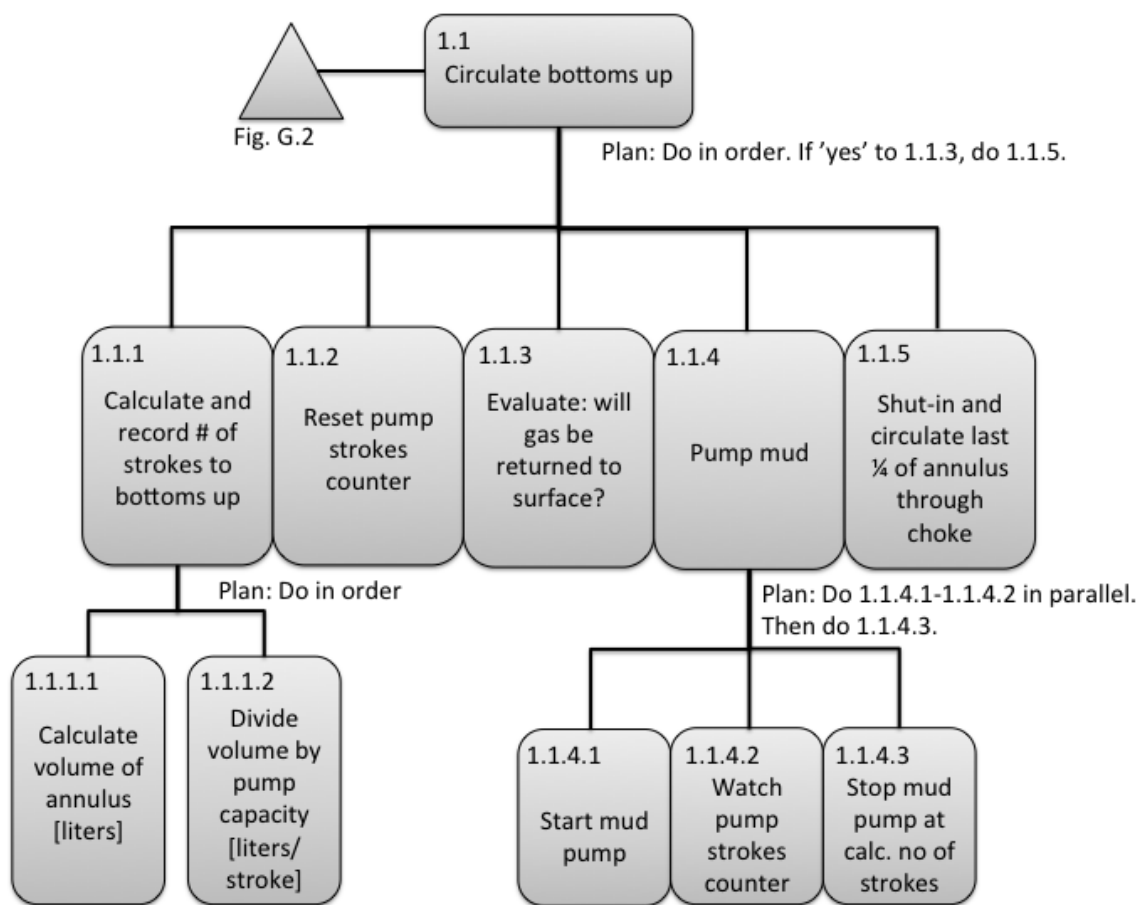 1.1
Circulate bottoms up
Fig. G.2
Plan: Do in order. If ’yes’ to 1.1.3, do 1.1.5.
1.1.1
Calculate and
record # of
strokes to
bottoms up
1.1.2
Reset pump
strokes
counter
1.1.3
Evaluate: will
gas be
returned to
surface?
1.1.4
Pump mud
1.1.5
Shut-in and
circulate last
¼ of annulus
through
choke
Plan: Do in order
Plan: Do 1.1.4.1-1.1.4.2 in parallel.
Then do 1.1.4.3.
1.1.1.1
Calculate
volume of
annulus
[liters]
1.1.1.2
Divide
volume by
pump
capacity
[liters/
stroke]
1.1.4.1
Start mud
pump
1.1.4.2
Watch
pump
strokes
counter
1.1.4.3
Stop mud
pump at
calc. no of
strokes